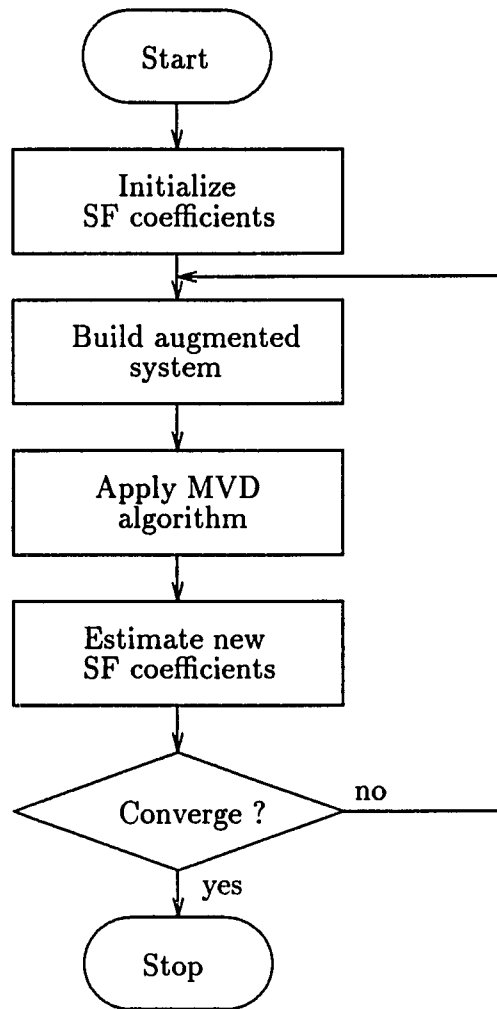 Start
Initialize
SF coefficients
Build augmented
system
Apply MVD
algorithm
Estimate new
SF coefficients
Converge ?
no
yes
Stop